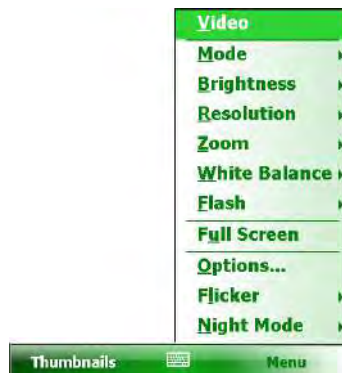 Video
Mode
Brightness
Resolution
Zoom
White Balance
Flash
Full Screen
Options...
Flicker
Night Mode
Thumbnails Menu